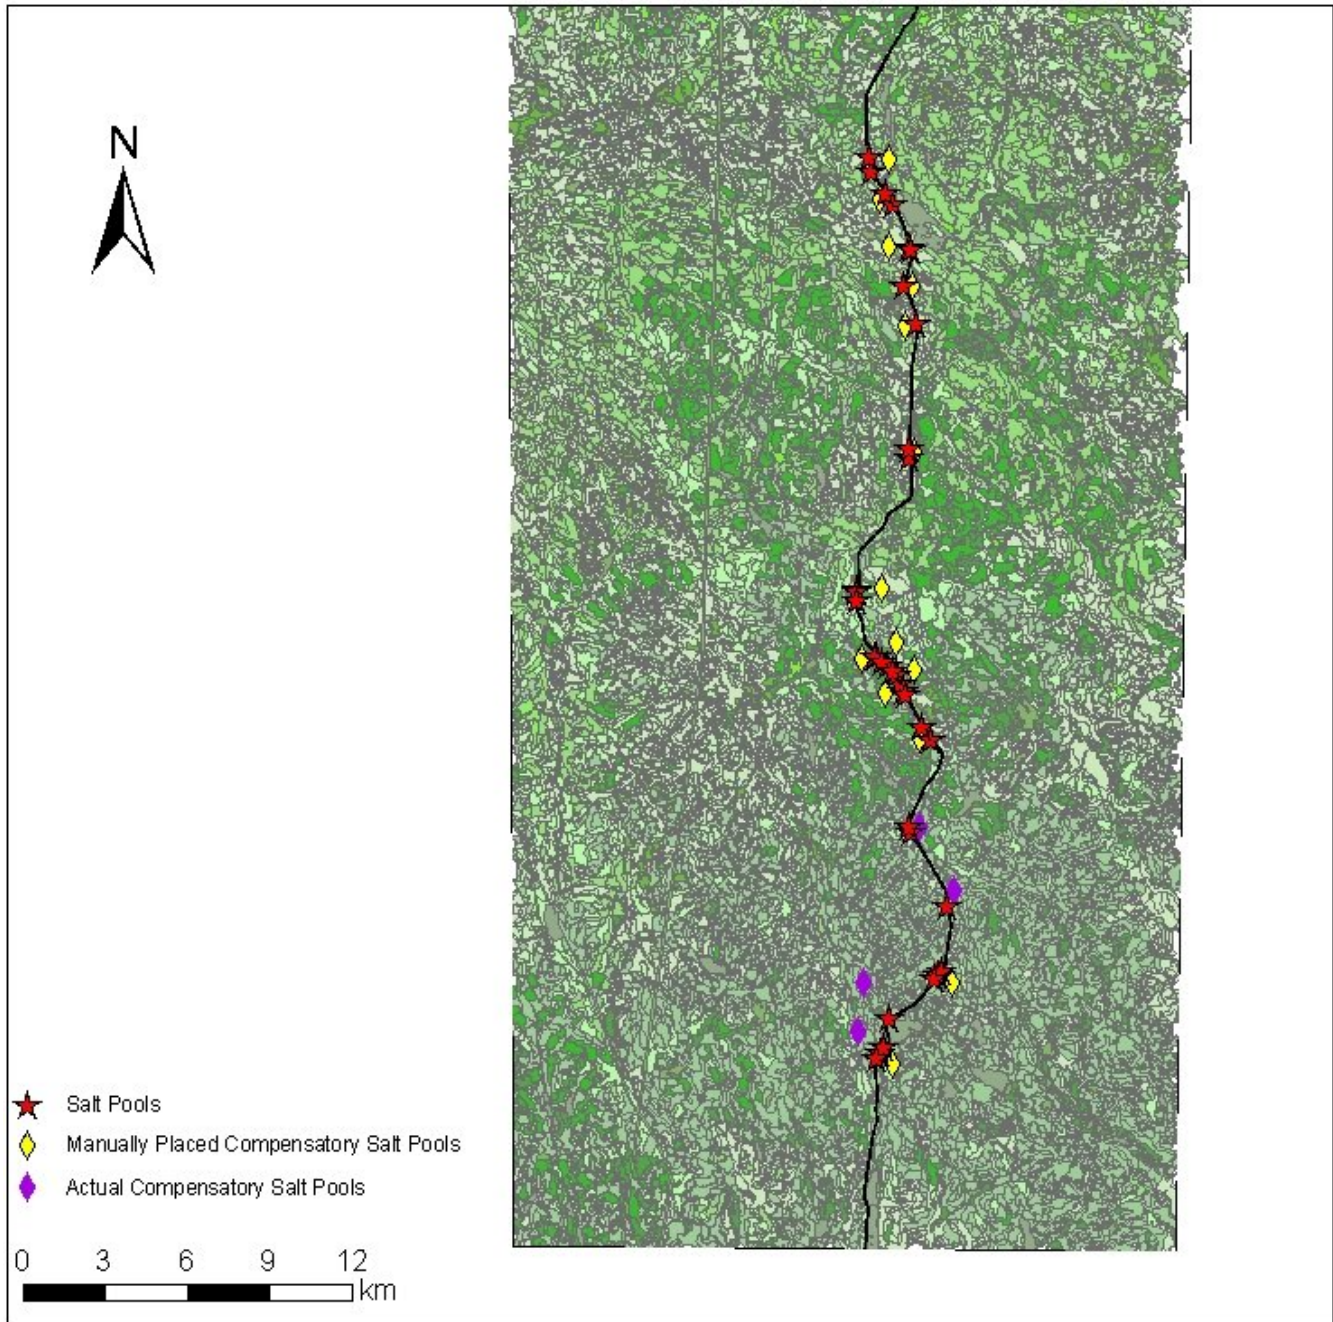 N
Salt Pools
Manually Placed Compensatory Salt Pools
Actual Compensatory Salt Pools
0 3 6 9 12
km